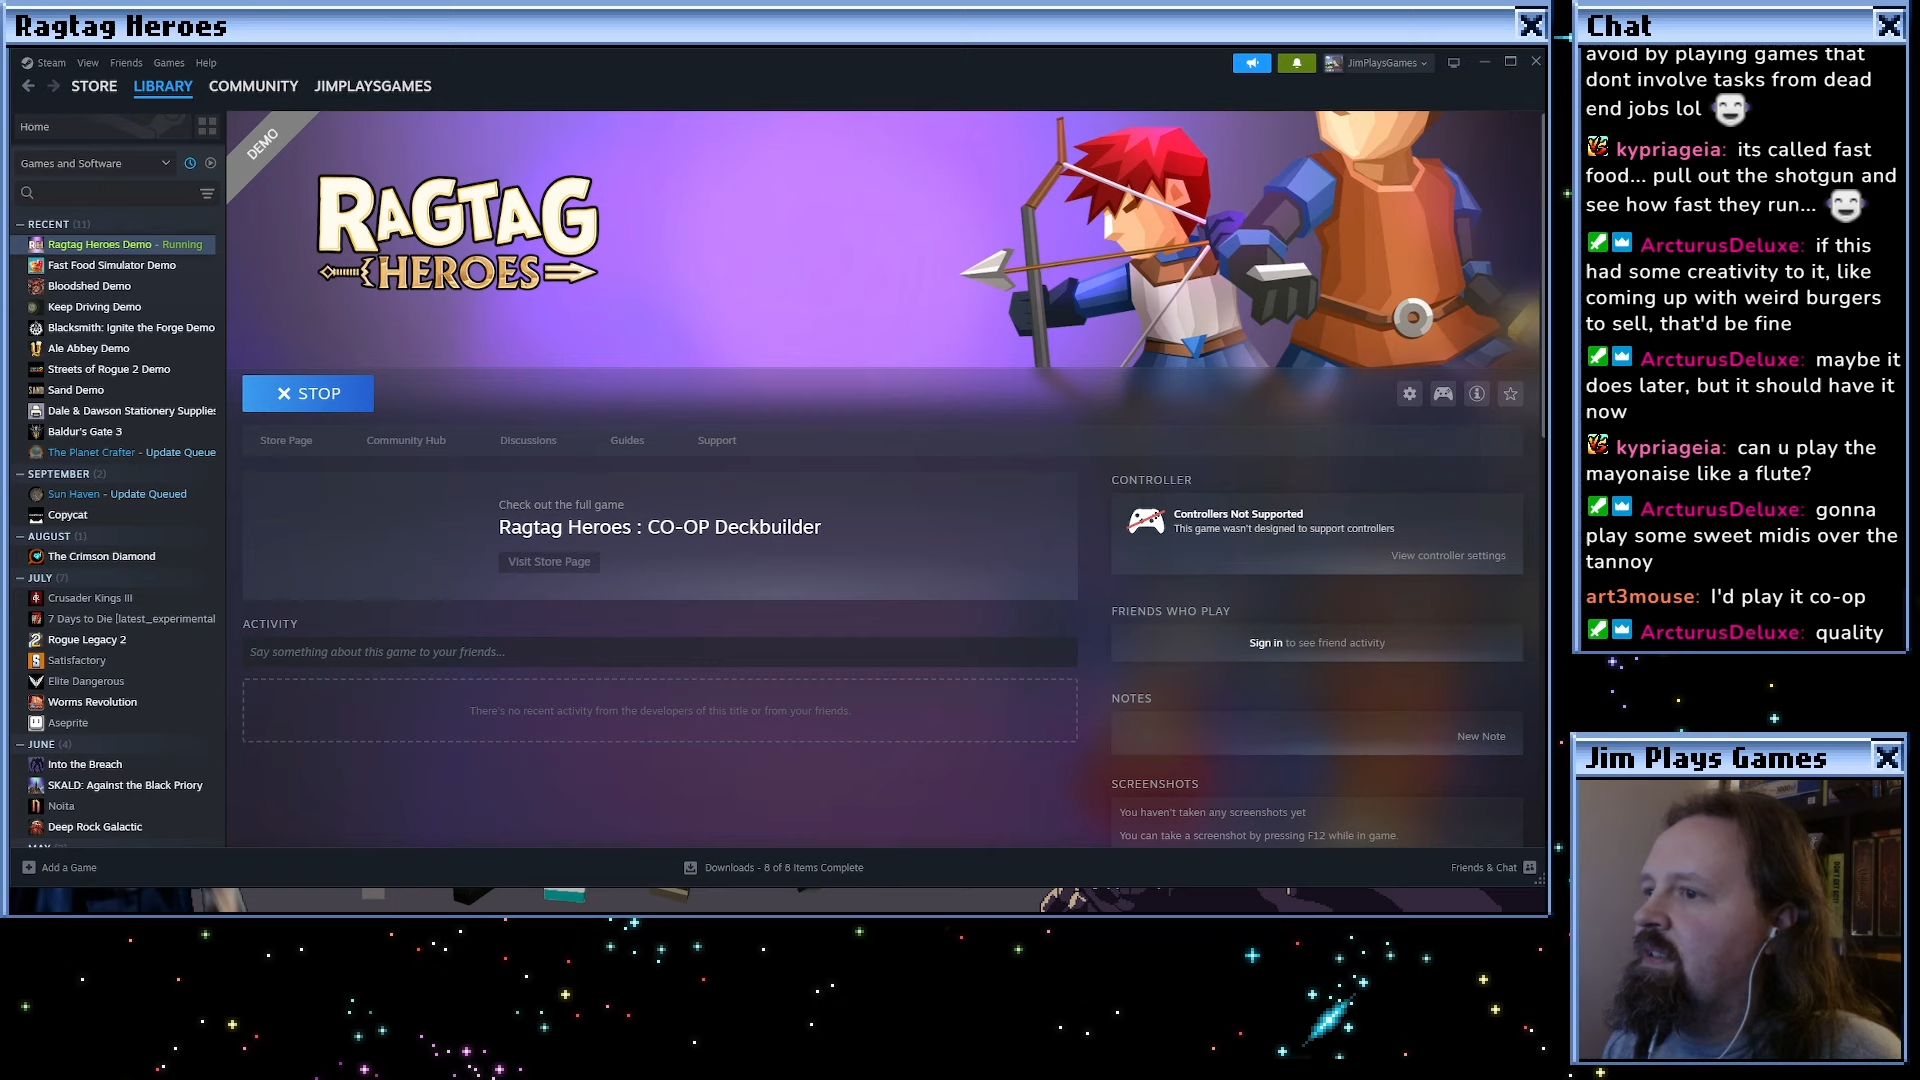 Ragtag Heroes
Steam View Friends Games Help
JimPlaysGames
STORE LIBRARY COMMUNITY JIMPLAYSGAMES
Home
Games and Software
RECENT (11)
Ragtag Heroes Demo - Running
Fast Food Simulator Demo
Bloodshed Demo
Keep Driving Demo
Blacksmith: Ignite the Forge Demo
Ale Abbey Demo
Streets of Rogue 2 Demo
Sand Demo
Dale & Dawson Stationery Supplies
Baldur's Gate 3
The Planet Crafter - Update Queue
SEPTEMBER (2)
Sun Haven - Update Queued
Copycat
AUGUST (1)
The Crimson Diamond
JULY (7)
Crusader Kings III
7 Days to Die [latest_experimental
Rogue Legacy 2
Satisfactory
Elite Dangerous
Worms Revolution
Aseprite
JUNE (4)
Into the Breach
SKALD: Against the Black Priory
Noita
Deep Rock Galactic
Add a Game
DEMO
RAGTAG
HEROES
STOP
Store Page Community Hub Discussions Guides Support
Check out the full game
Ragtag Heroes : CO-OP Deckbuilder
Visit Store Page
ACTIVITY
Say something about this game to your friends...
There's no recent activity from the developers of this title or from your friends.
CONTROLLER
Controllers Not Supported
This game wasn't designed to support controllers
View controller settings
FRIENDS WHO PLAY
Sign in to see friend activity
NOTES
New Note
SCREENSHOTS
You haven't taken any screenshots yet
You can take a screenshot by pressing F12 while in game.
Downloads - 8 of 8 Items Complete
Friends & Chat
Chat
avoid by playing games that
dont involve tasks from dead
end jobs lol
kypriageia: its called fast
food... pull out the shotgun and
see how fast they run...
ArcturusDeluxe: if this
had some creativity to it, like
coming up with weird burgers
to sell, that'd be fine
ArcturusDeluxe: maybe it
does later, but it should have it
now
kypriageia: can u play the
mayonaise like a flute?
ArcturusDeluxe: gonna
play some sweet midis over the
tannoy
art3mouse: I'd play it co-op
ArcturusDeluxe: quality
Jim Plays Games